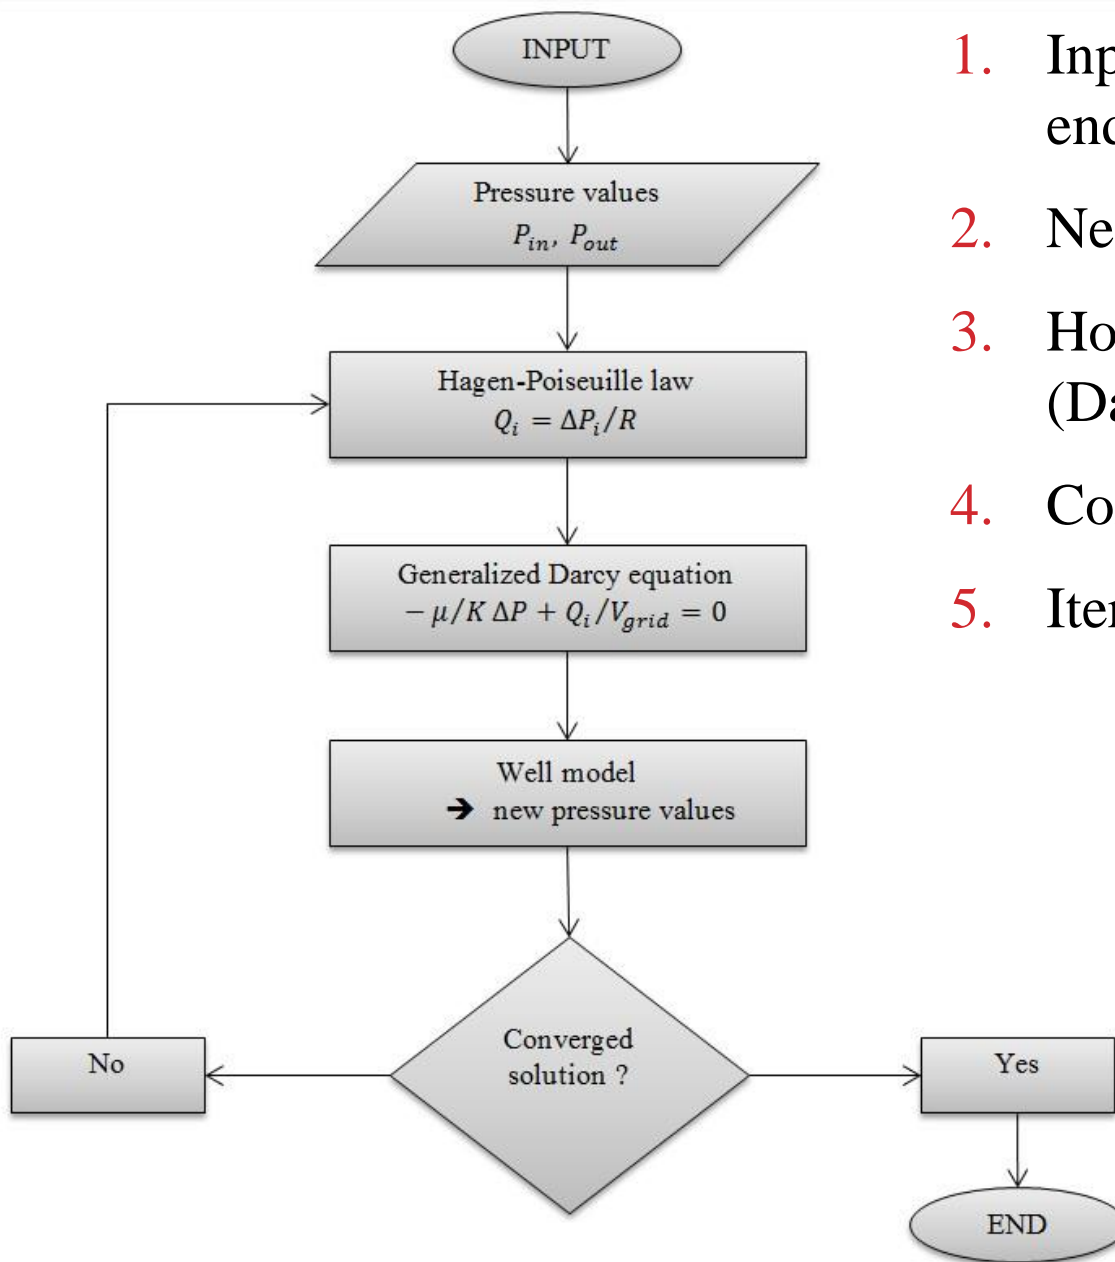 INPUT
Pressure values
P_in, P_out
Hagen-Poiseuille law
Q_i = ΔP_i/R
Generalized Darcy equation
− μ/K ΔP + Q_i/V_grid = 0
Well model
➔ new pressure values
Converged
solution ?
No
Yes
END
1.
2.
3.
(Da
4.
5.